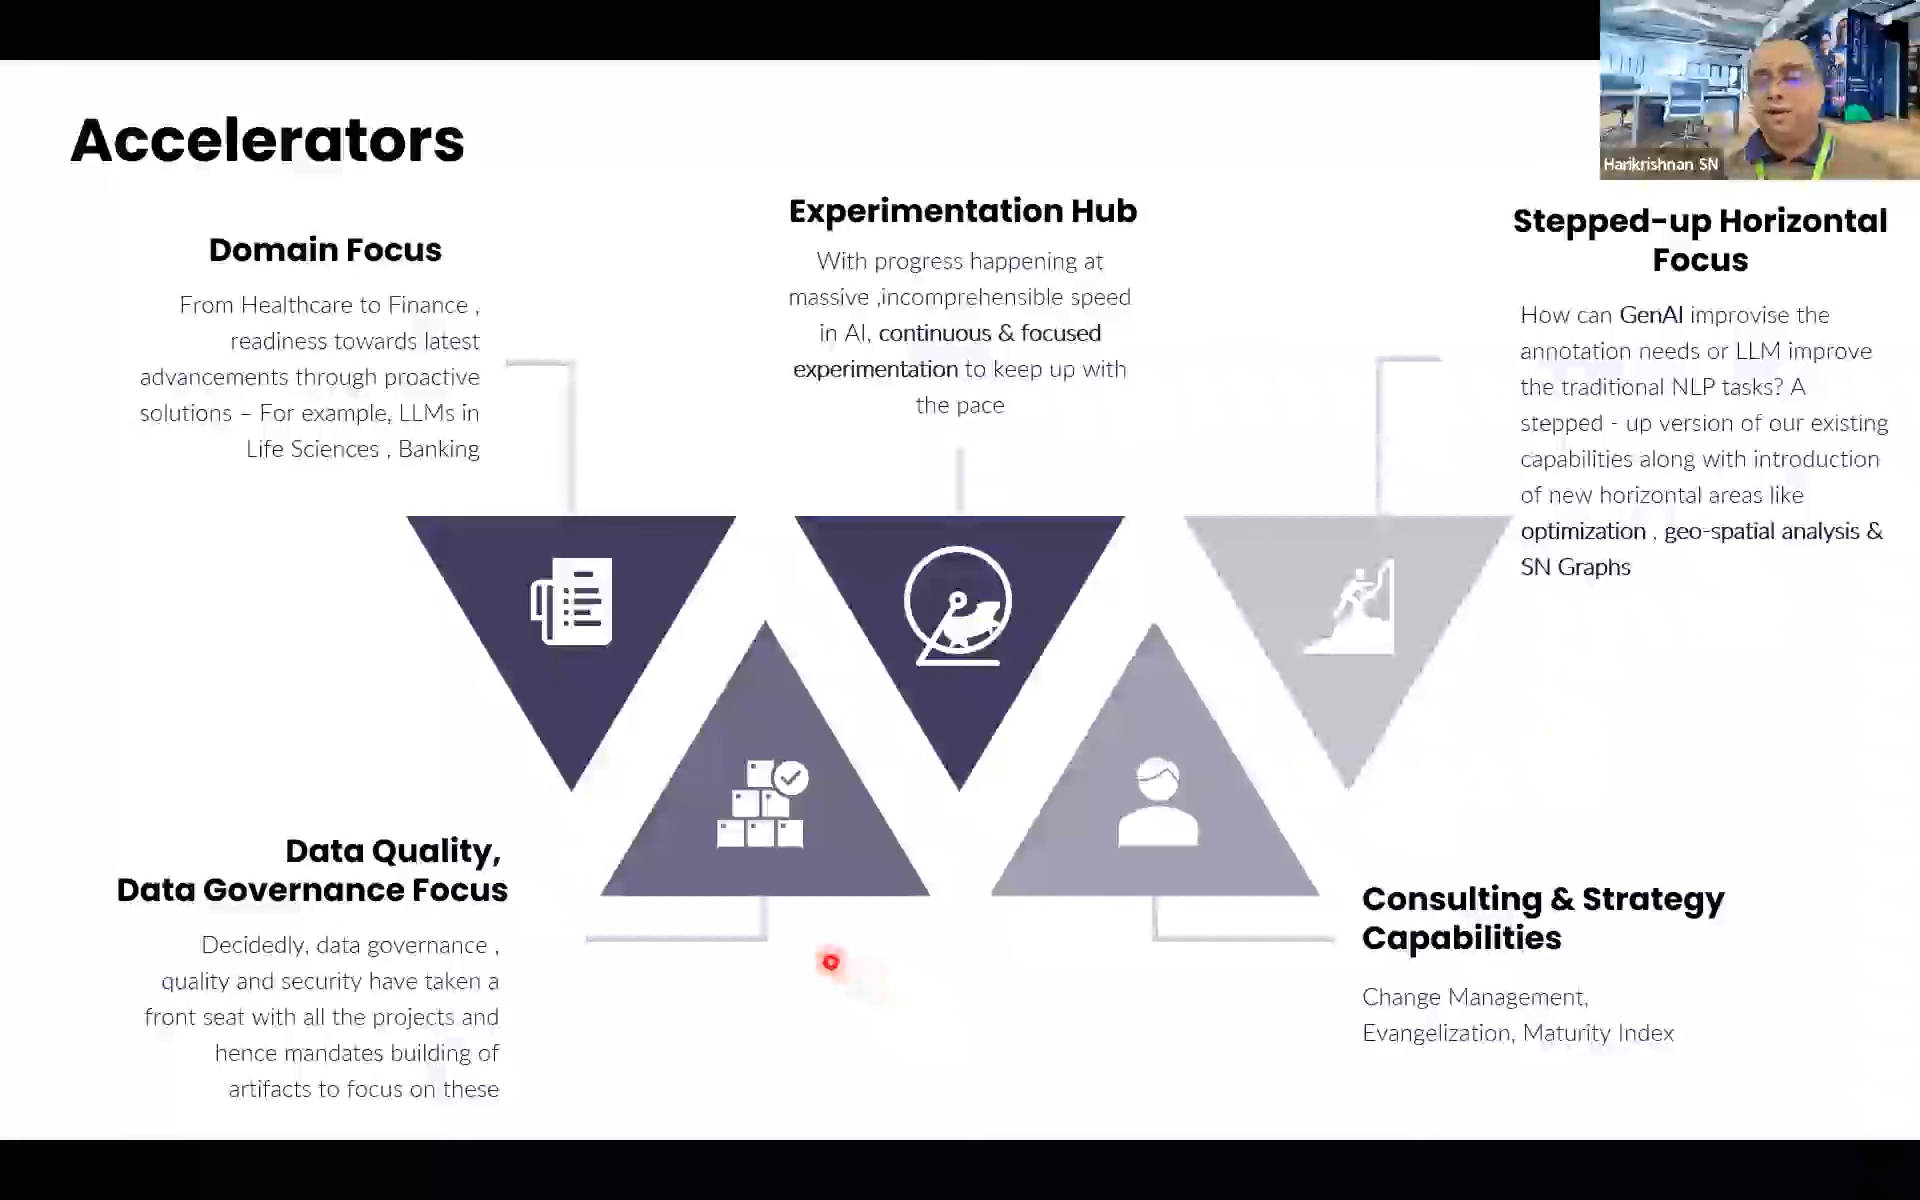 Accelerators
Harikrishnan SN
Domain Focus
From Healthcare to Finance ,
readiness towards latest
advancements through proactive
solutions – For example, LLMs in
Life Sciences , Banking
Experimentation Hub
With progress happening at
massive ,incomprehensible speed
in AI, continuous & focused
experimentation to keep up with
the pace
Stepped-up Horizontal
Focus
How can GenAI improvise the
annotation needs or LLM improve
the traditional NLP tasks? A
stepped - up version of our existing
capabilities along with introduction
of new horizontal areas like
optimization , geo-spatial analysis &
SN Graphs
Data Quality,
Data Governance Focus
Decidedly, data governance ,
quality and security have taken a
front seat with all the projects and
hence mandates building of
artifacts to focus on these
Consulting & Strategy
Capabilities
Change Management,
Evangelization, Maturity Index